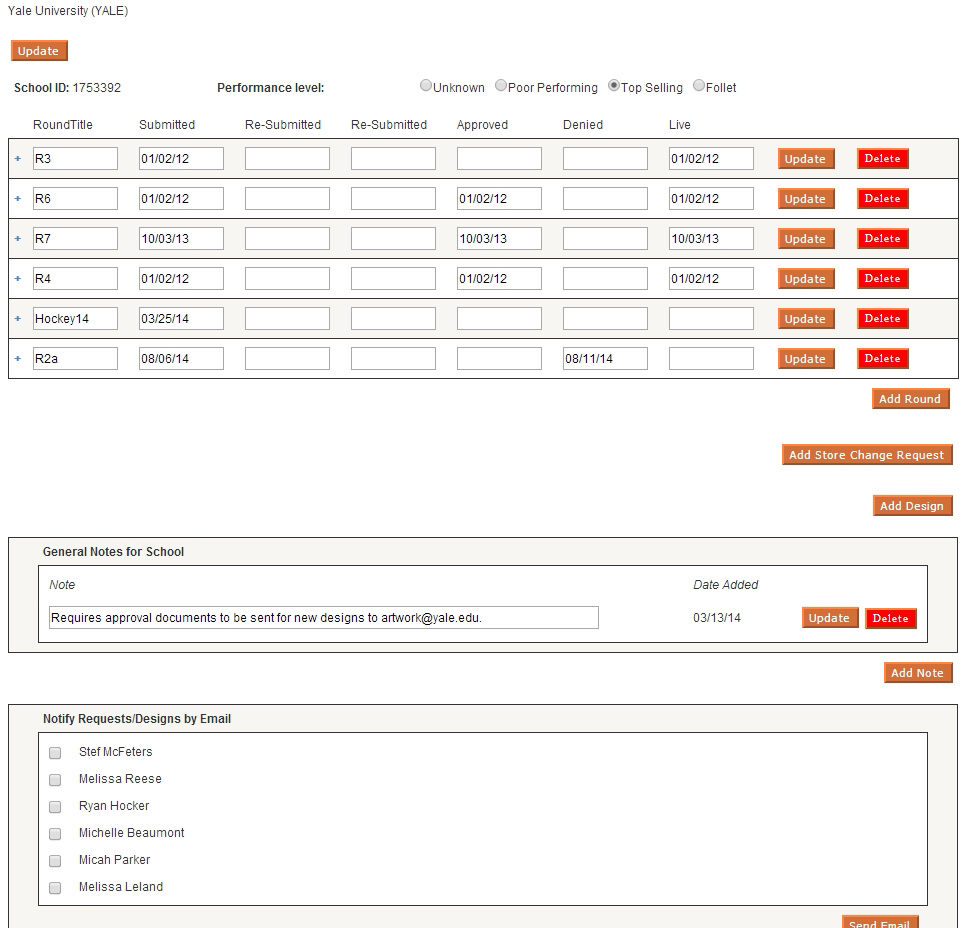 Yale University (YALE)
Update
School ID: 1753392 Performance level: Unknown Poor Performing Top Selling Follet
RoundTitle Submitted Re-Submitted Re-Submitted Approved Denied Live
+ R3 01/02/12 01/02/12 Update Delete
+ R6 01/02/12 01/02/12 01/02/12 Update Delete
+ R7 10/03/13 10/03/13 10/03/13 Update Delete
+ R4 01/02/12 01/02/12 01/02/12 Update Delete
+ Hockey14 03/25/14 Update Delete
+ R2a 08/06/14 08/11/14 Update Delete
Add Round
Add Store Change Request
Add Design
General Notes for School
Note Date Added
Requires approval documents to be sent for new designs to artwork@yale.edu. 03/13/14 Update Delete
Add Note
Notify Requests/Designs by Email
Stef McFeters
Melissa Reese
Ryan Hocker
Michelle Beaumont
Micah Parker
Melissa Leland
Send Email